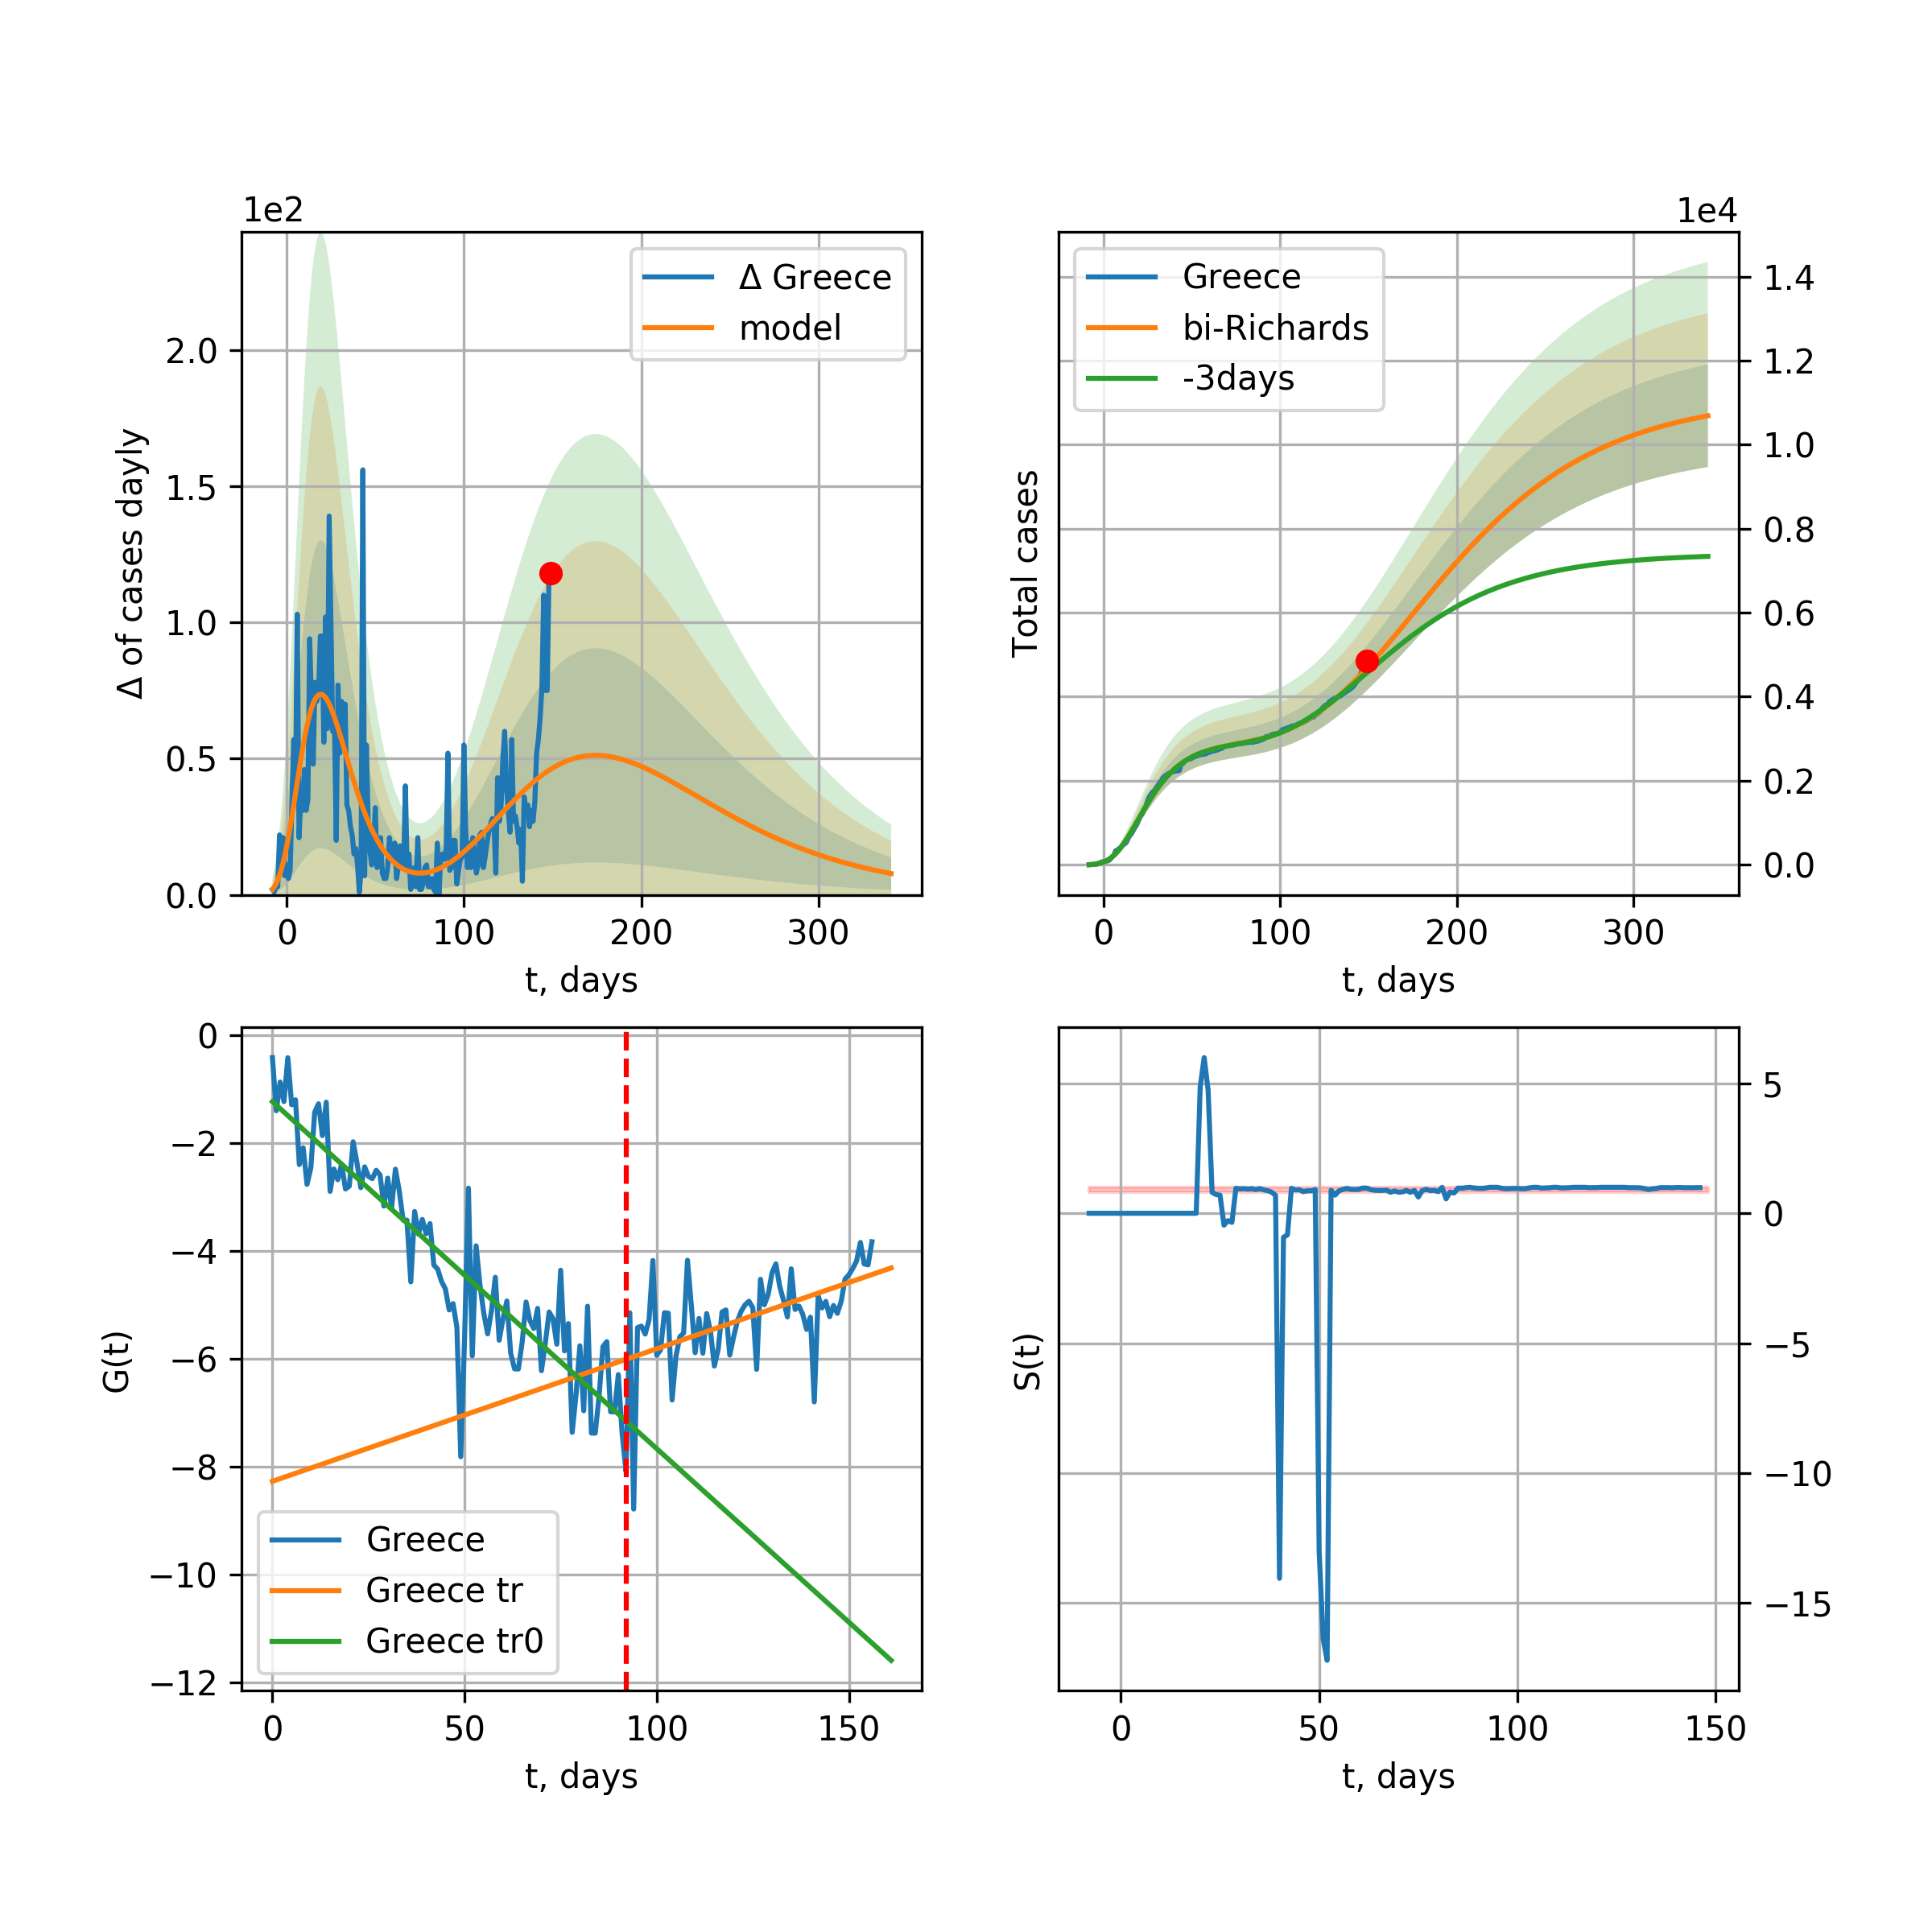 1e2
Δ of cases dayly
2.0
1.5
1.0
0.5
0.0
0 100 200 300
t, days
Δ Greece
model
1e4
Total cases
1.4
1.2
1.0
0.8
0.6
0.4
0.2
0.0
0 100 200 300
t, days
Greece
bi-Richards
-3days
G(t)
0
−2
−4
−6
−8
−10
−12
0 50 100 150
t, days
Greece
Greece tr
Greece tr0
S(t)
5
0
−5
−10
−15
0 50 100 150
t, days